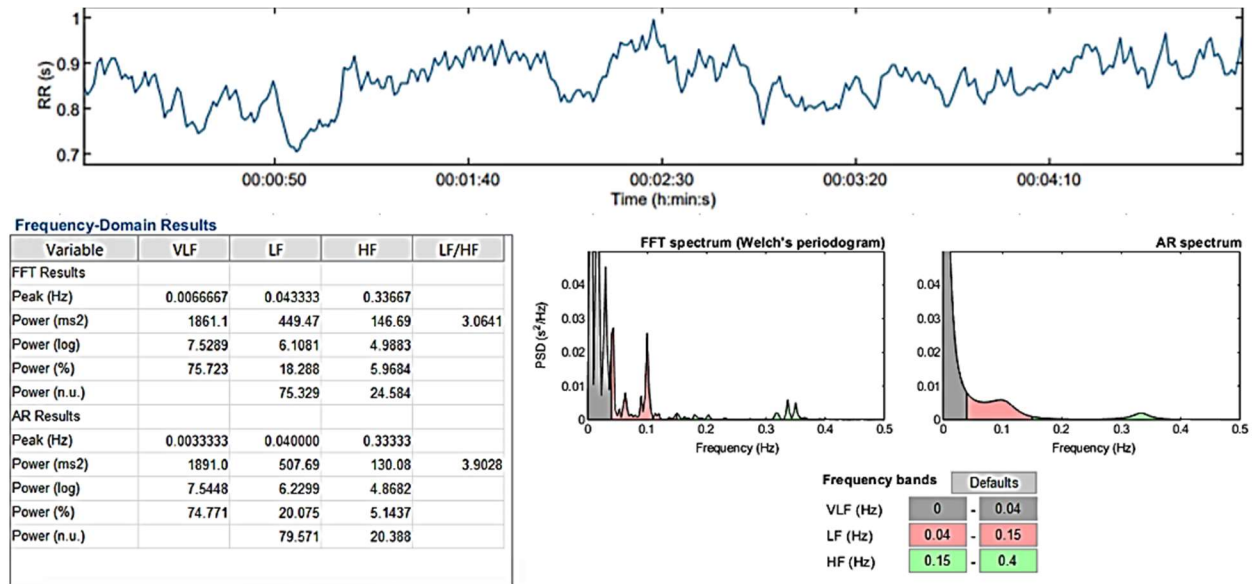 1
0.9
0.8
0.7
RR (s)
00:00:50 00:01:40 00:02:30 00:03:20 00:04:10
Time (h:min:s)
Frequency-Domain Results
Variable VLF LF HF LF/HF
FFT Results
Peak (Hz) 0.0066667 0.043333 0.33667
Power (ms2) 1861.1 449.47 146.69 3.0641
Power (log) 7.5289 6.1081 4.9883
Power (%) 75.723 18.288 5.9684
Power (n.u.) 75.329 24.584
AR Results
Peak (Hz) 0.0033333 0.040000 0.33333
Power (ms2) 1891.0 507.69 130.08 3.9028
Power (log) 7.5448 6.2299 4.8682
Power (%) 74.771 20.075 5.1437
Power (n.u.) 79.571 20.388
FFT spectrum (Welch's periodogram)
PSD (s²/Hz)
0.04
0.03
0.02
0.01
0
0 0.1 0.2 0.3 0.4 0.5
Frequency (Hz)
AR spectrum
0.04
0.03
0.02
0.01
0
0 0.1 0.2 0.3 0.4 0.5
Frequency (Hz)
Frequency bands Defaults
VLF (Hz) 0 - 0.04
LF (Hz) 0.04 - 0.15
HF (Hz) 0.15 - 0.4